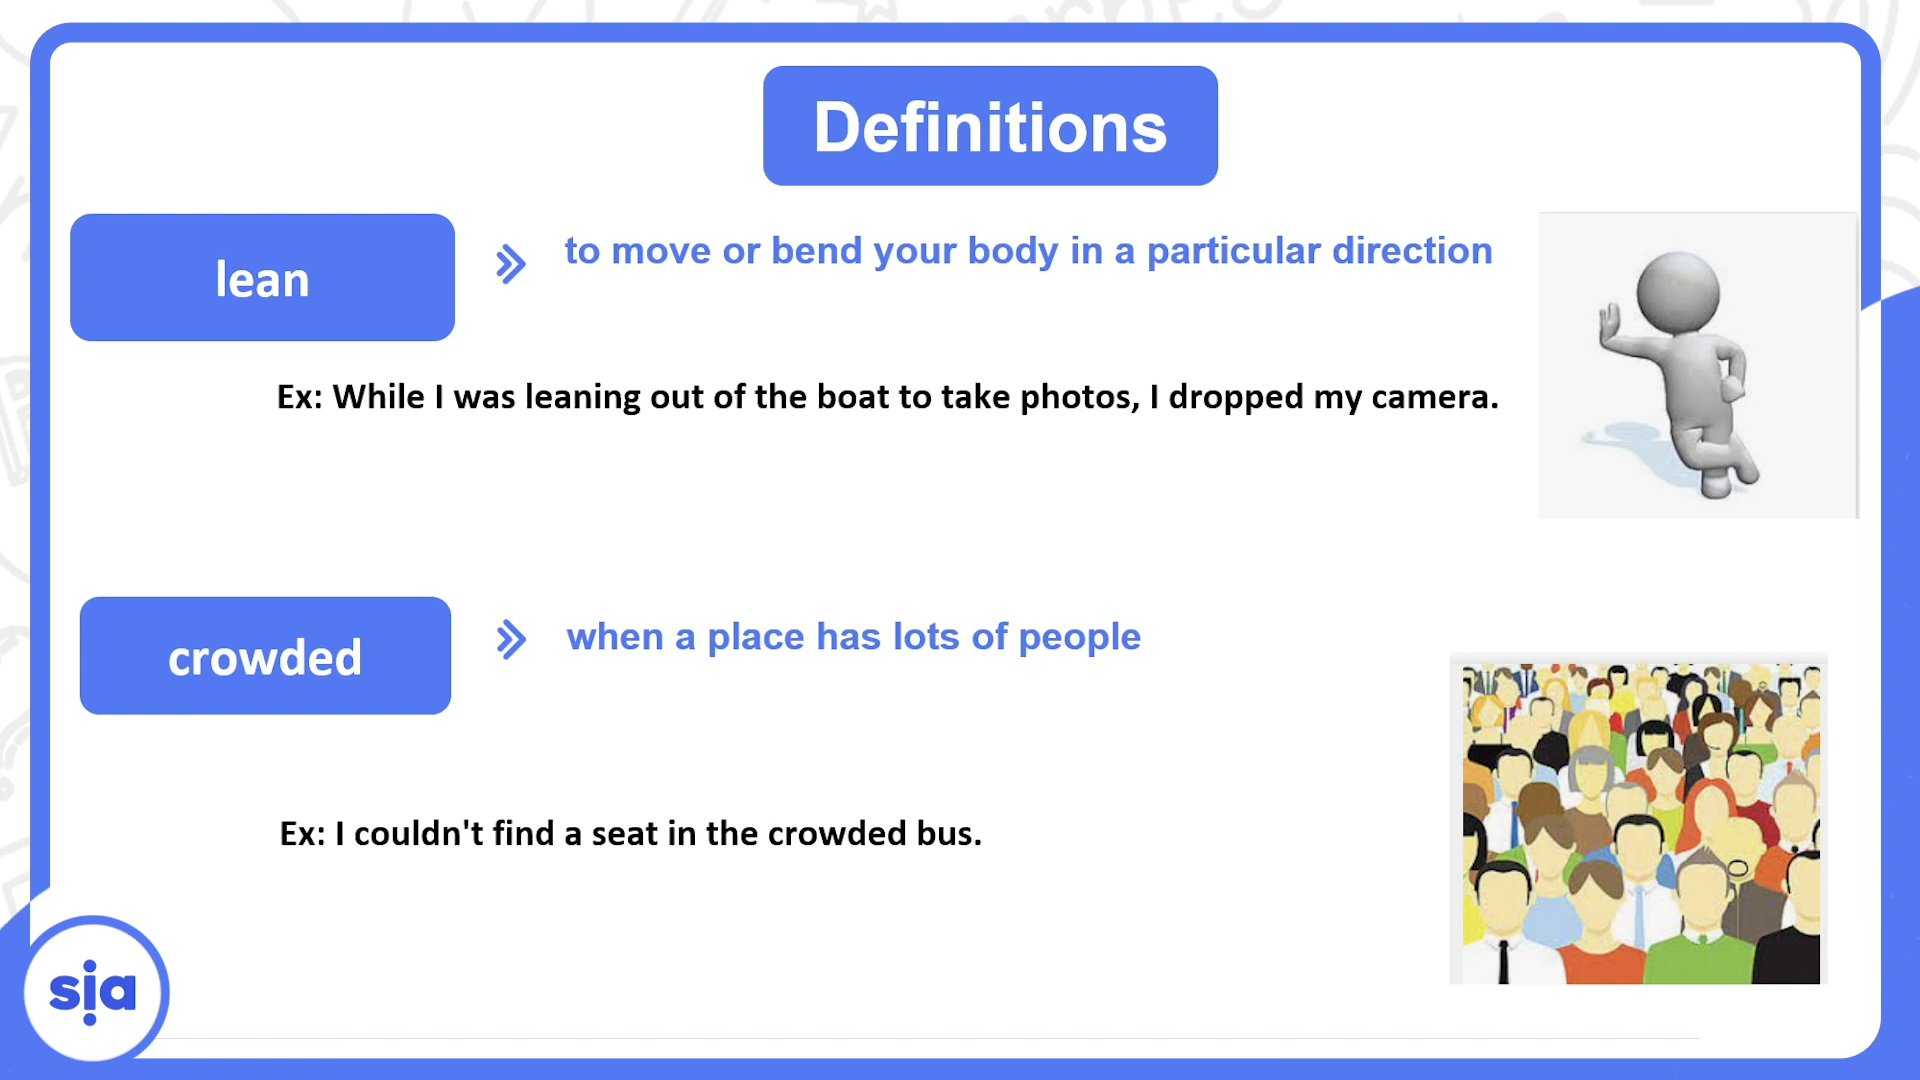 Definitions
lean
to move or bend your body in a particular direction
Ex: While I was leaning out of the boat to take photos, I dropped my camera.
crowded
when a place has lots of people
Ex: I couldn't find a seat in the crowded bus.
sia